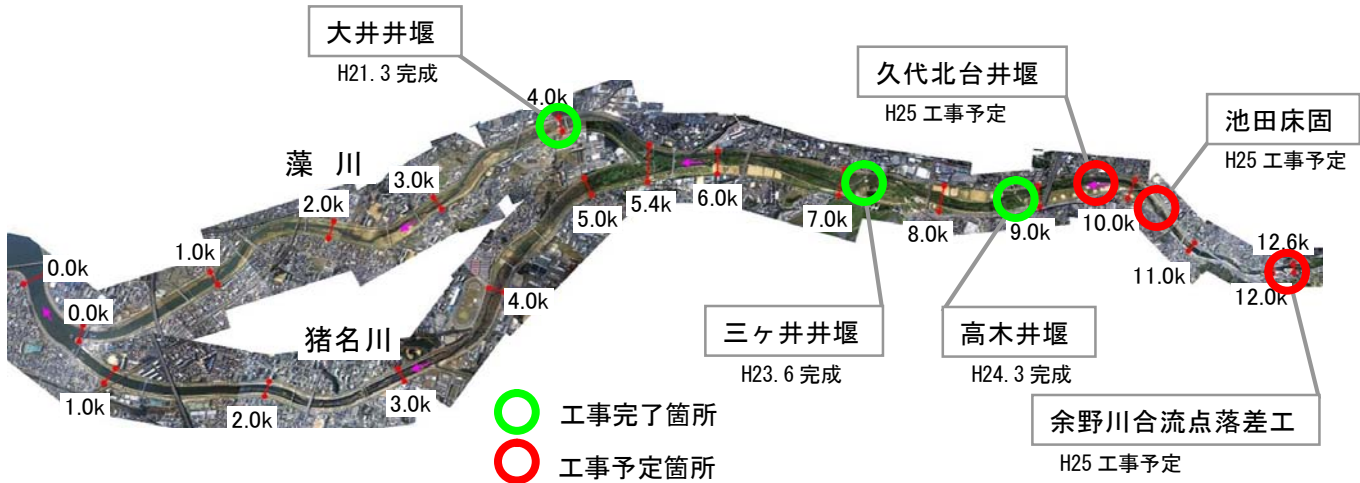 大井井堰
H21.3 完成
久代北台井堰
H25 工事予定
池田床固
H25 工事予定
4.0k
藻 川
3.0k
2.0k
1.0k
0.0k
0.0k
5.0k
5.4k
6.0k
7.0k
8.0k
9.0k
10.0k
11.0k
12.6k
12.0k
4.0k
猪名川
1.0k
2.0k
3.0k
三ヶ井井堰
H23.6 完成
高木井堰
H24.3 完成
余野川合流点落差工
H25 工事予定
工事完了箇所
工事予定箇所